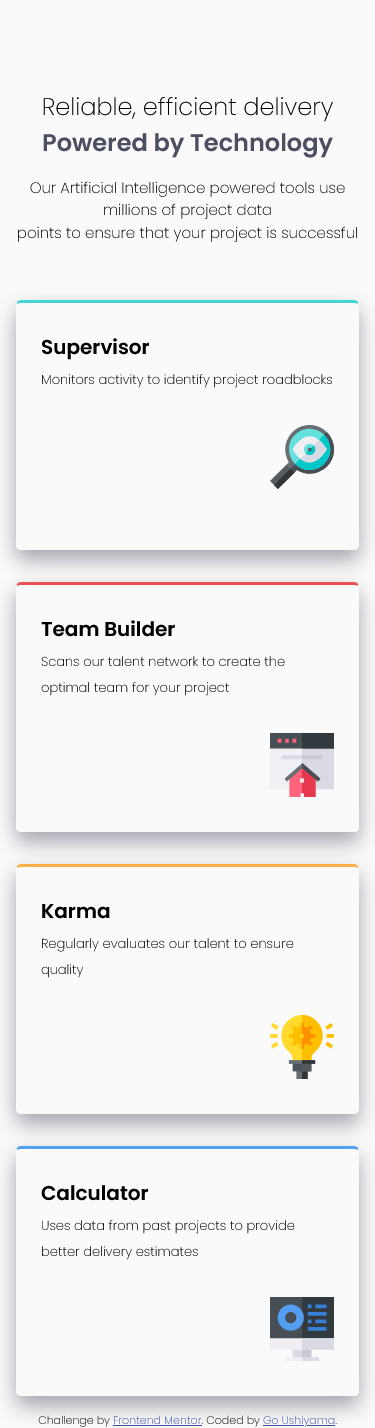 Reliable, efficient delivery
Powered by Technology
Our Artificial Intelligence powered tools use
millions of project data
points to ensure that your project is successful
Supervisor
Monitors activity to identify project roadblocks
Team Builder
Scans our talent network to create the
optimal team for your project
Karma
Regularly evaluates our talent to ensure
quality
Calculator
Uses data from past projects to provide
better delivery estimates
Challenge by Frontend Mentor. Coded by Go Ushiyama.